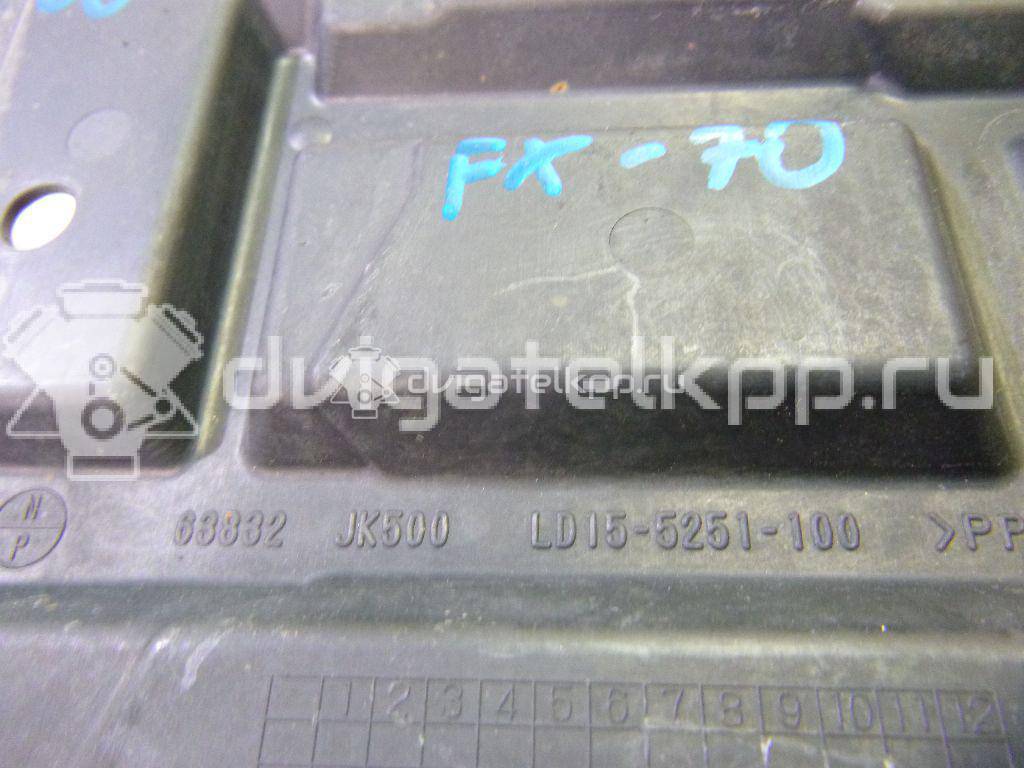 FX-70
dvigatelkpp.ru
dvigatelkpp.ru
N
P
63832 JK500 LD15-5251-100 >PP
1 2 3 4 5 6 7 8 9 10 11 12